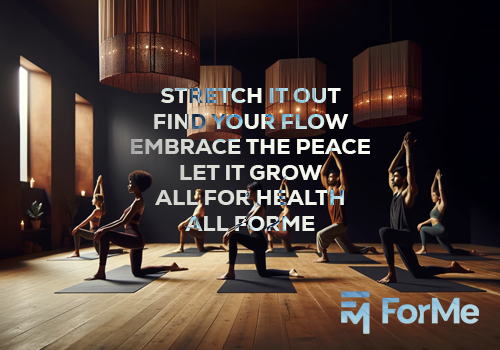 STRETCH IT OUT
FIND YOUR FLOW
EMBRACE THE PEACE
LET IT GROW
ALL FOR HEALTH
ALL FORME
ForMe